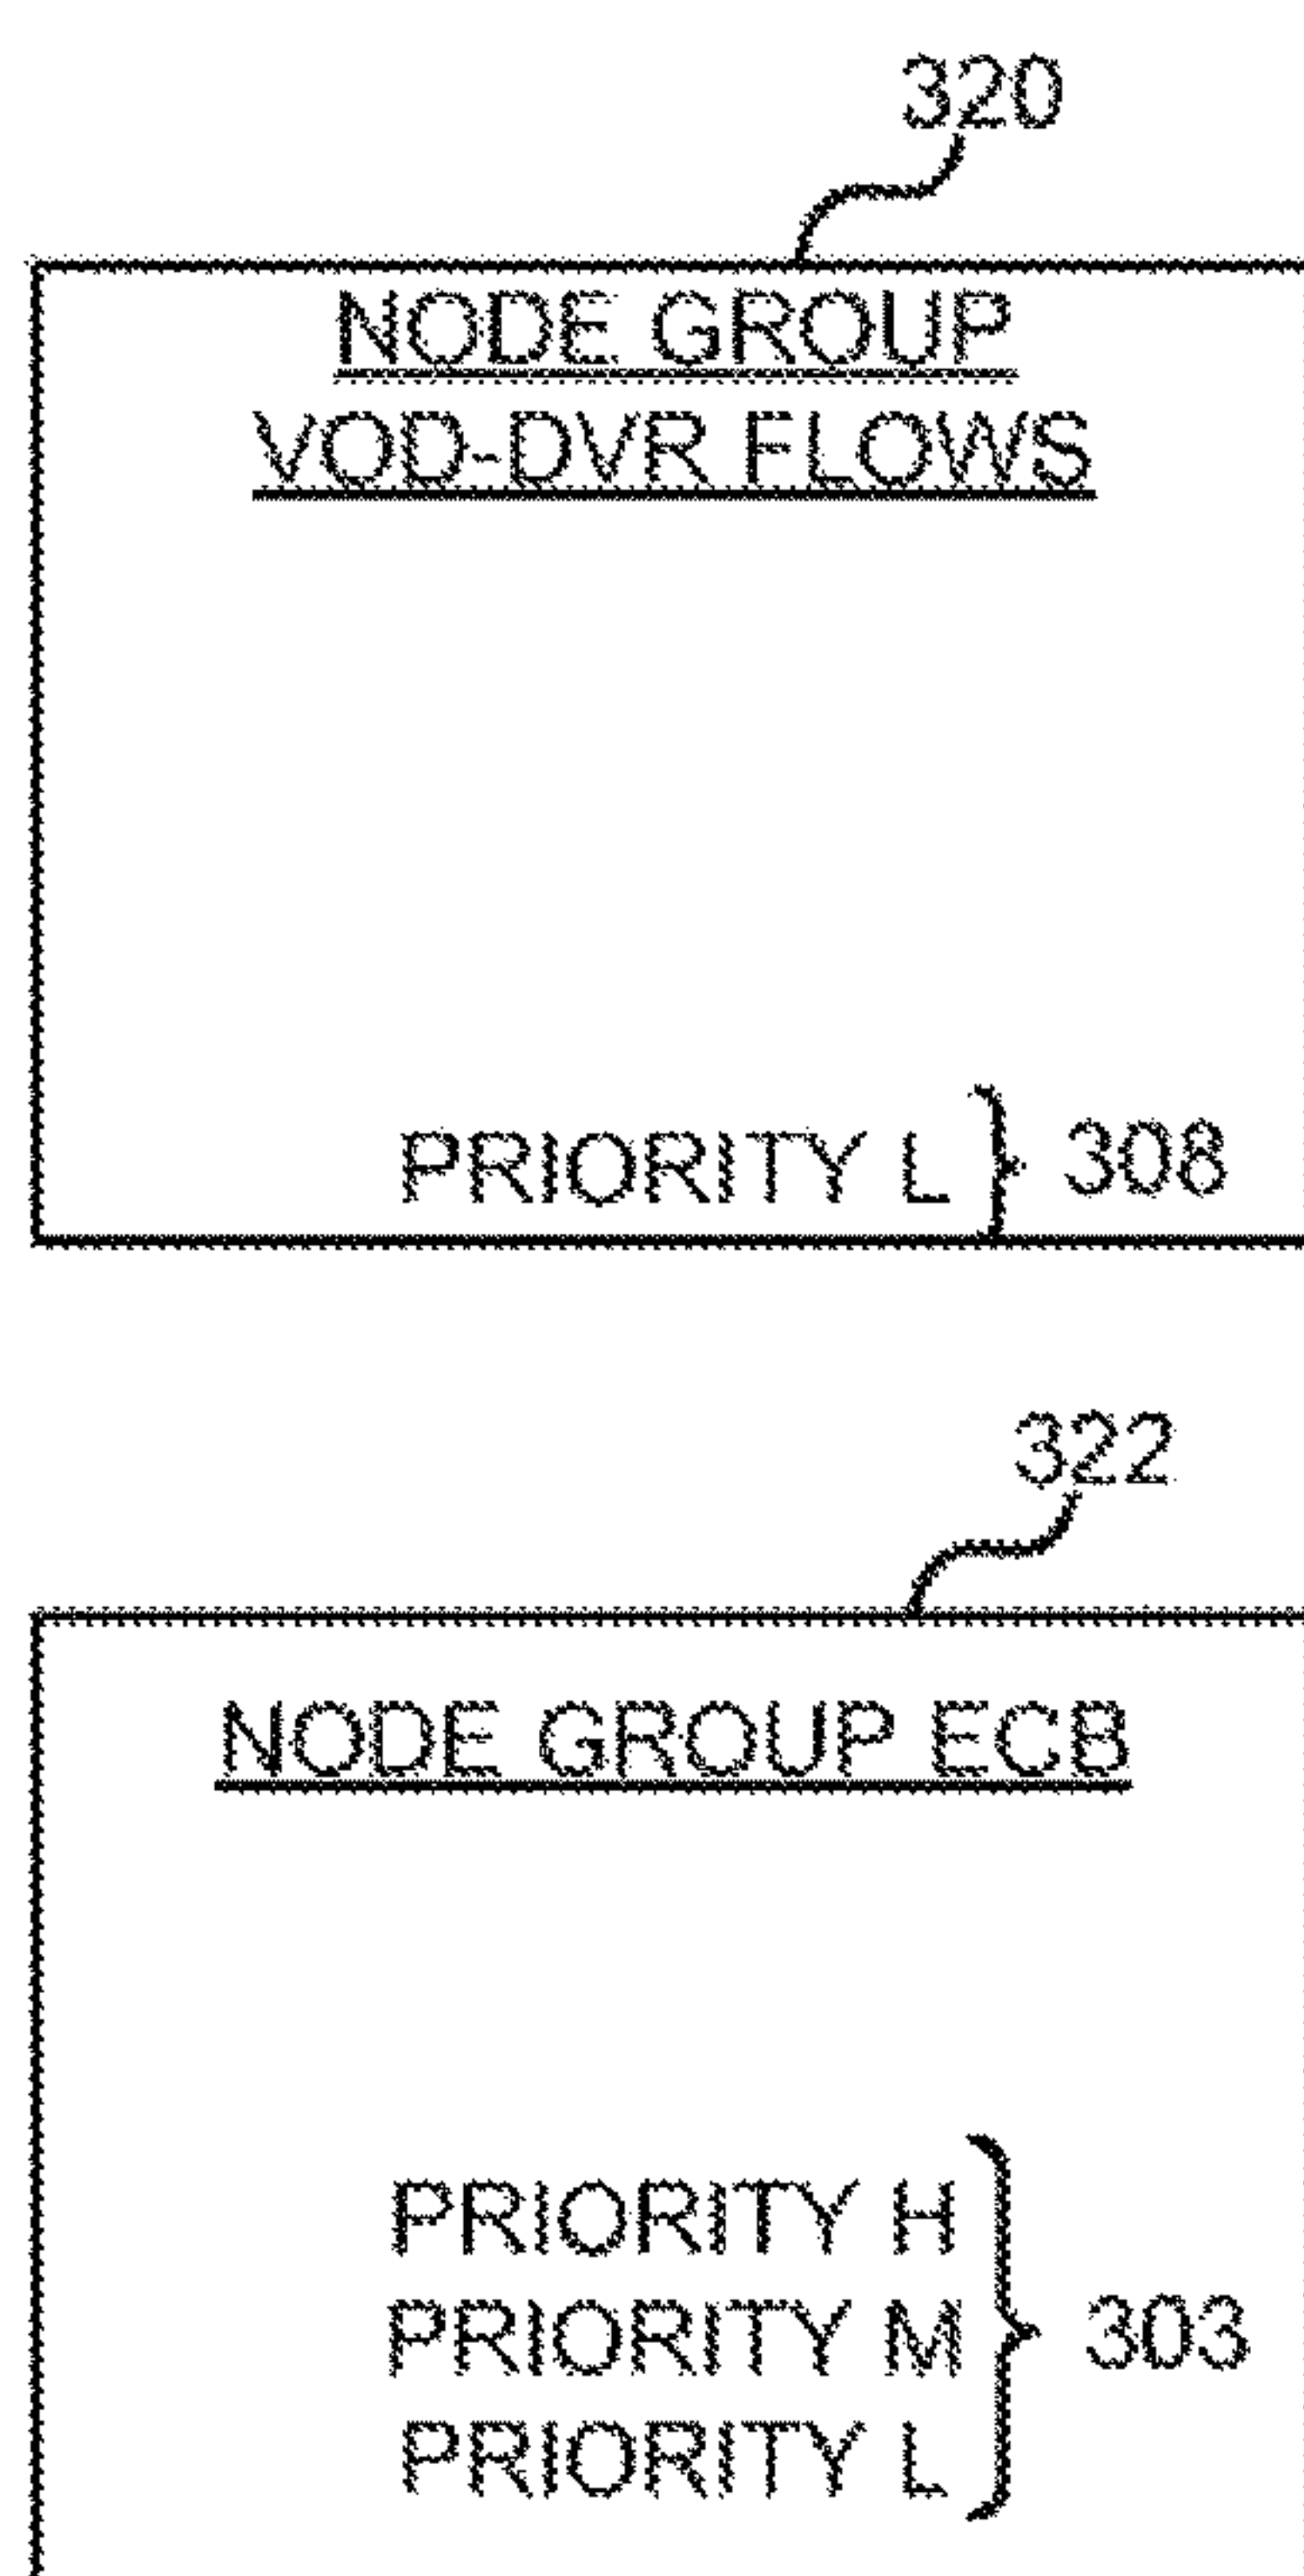 320
NODE GROUP
VOD-DVR FLOWS
PRIORITY L
308
322
NODE GROUP ECB
PRIORITY H
PRIORITY M
303
PRIORITY L